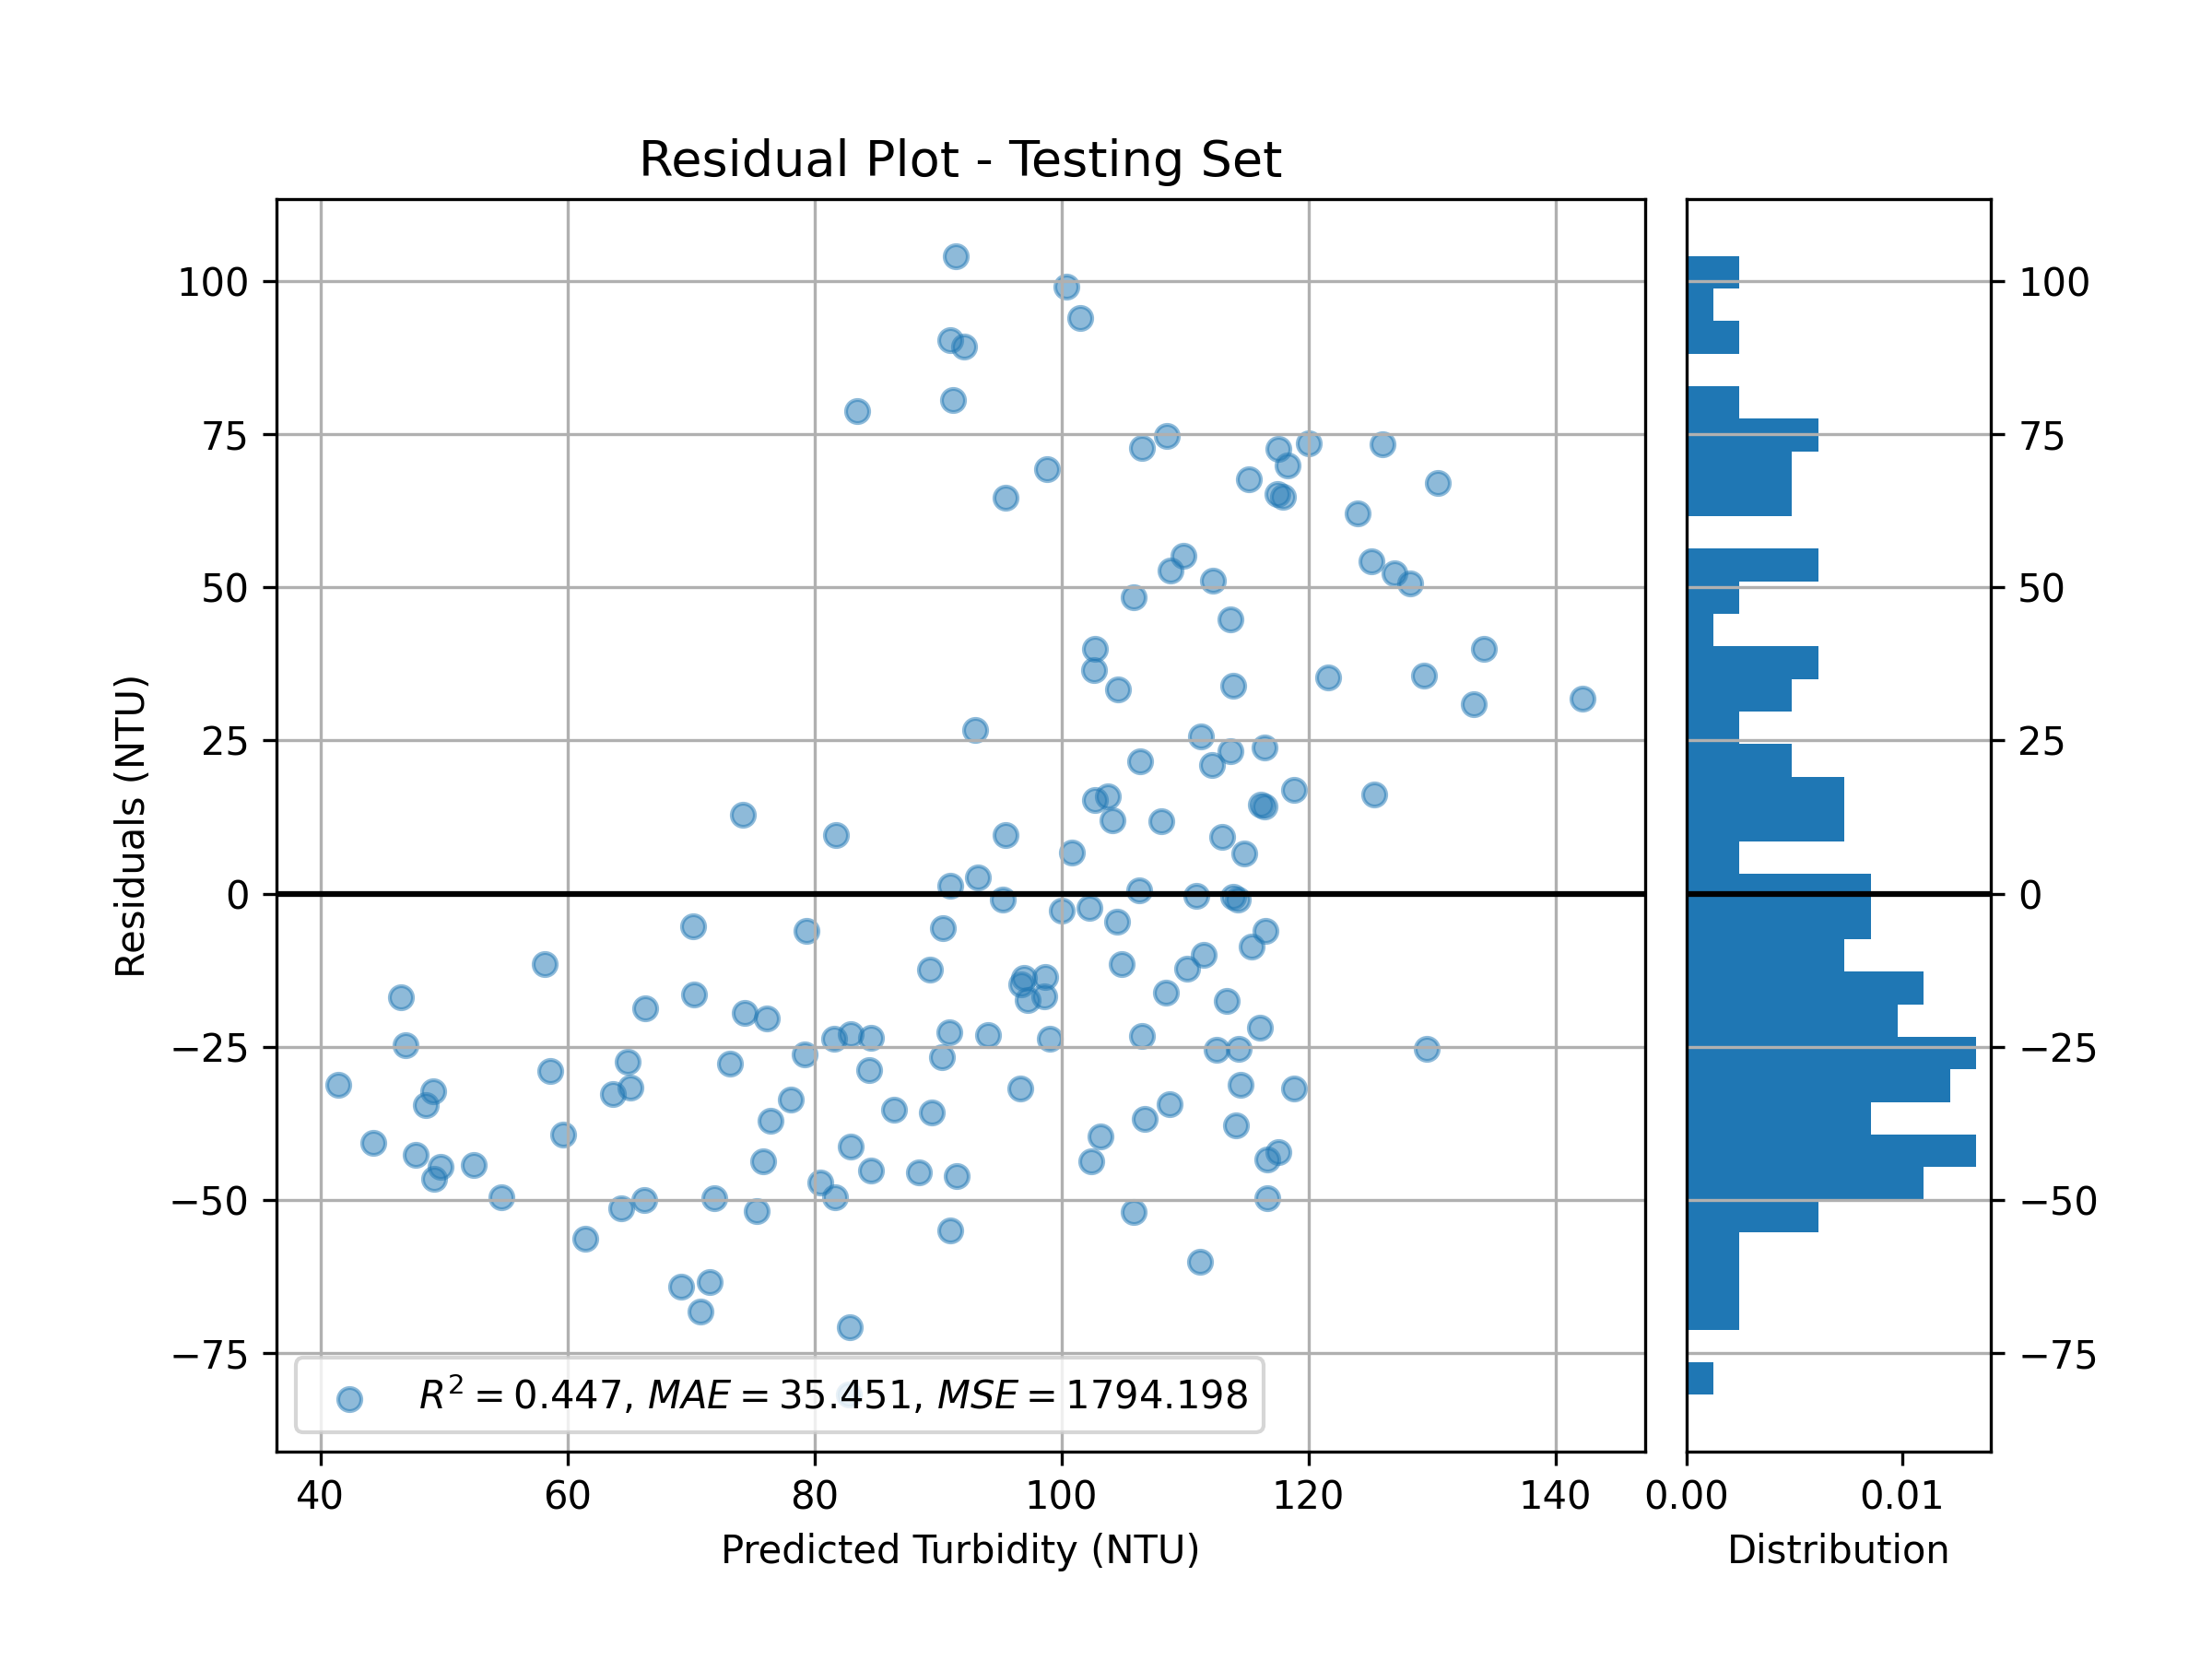 Residual Plot - Testing Set
Residuals (NTU)
100
75
50
25
0
−25
−50
−75
R² = 0.447, MAE = 35.451, MSE = 1794.198
40 60 80 100 120 140
Predicted Turbidity (NTU)
100
75
50
25
0
−25
−50
−75
0.00 0.01
Distribution